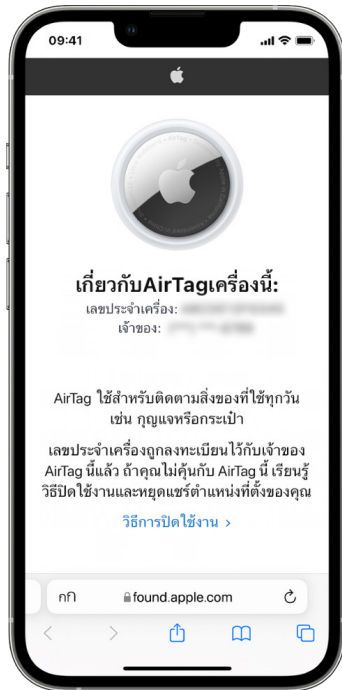 09:41
เกี่ยวกับAirTagเครื่องนี้:
เลขประจำเครื่อง:
เจ้าของ:
AirTag ใช้สำหรับติดตามสิ่งของที่ใช้ทุกวัน
เช่น กุญแจหรือกระเป๋า
เลขประจำเครื่องถูกลงทะเบียนไว้กับเจ้าของ
AirTag นี้แล้ว ถ้าคุณไม่คุ้นกับ AirTag นี้ เรียนรู้
วิธีปิดใช้งานและหยุดแชร์ตำแหน่งที่ตั้งของคุณ
วิธีการปิดใช้งาน ›
กกี found.apple.com